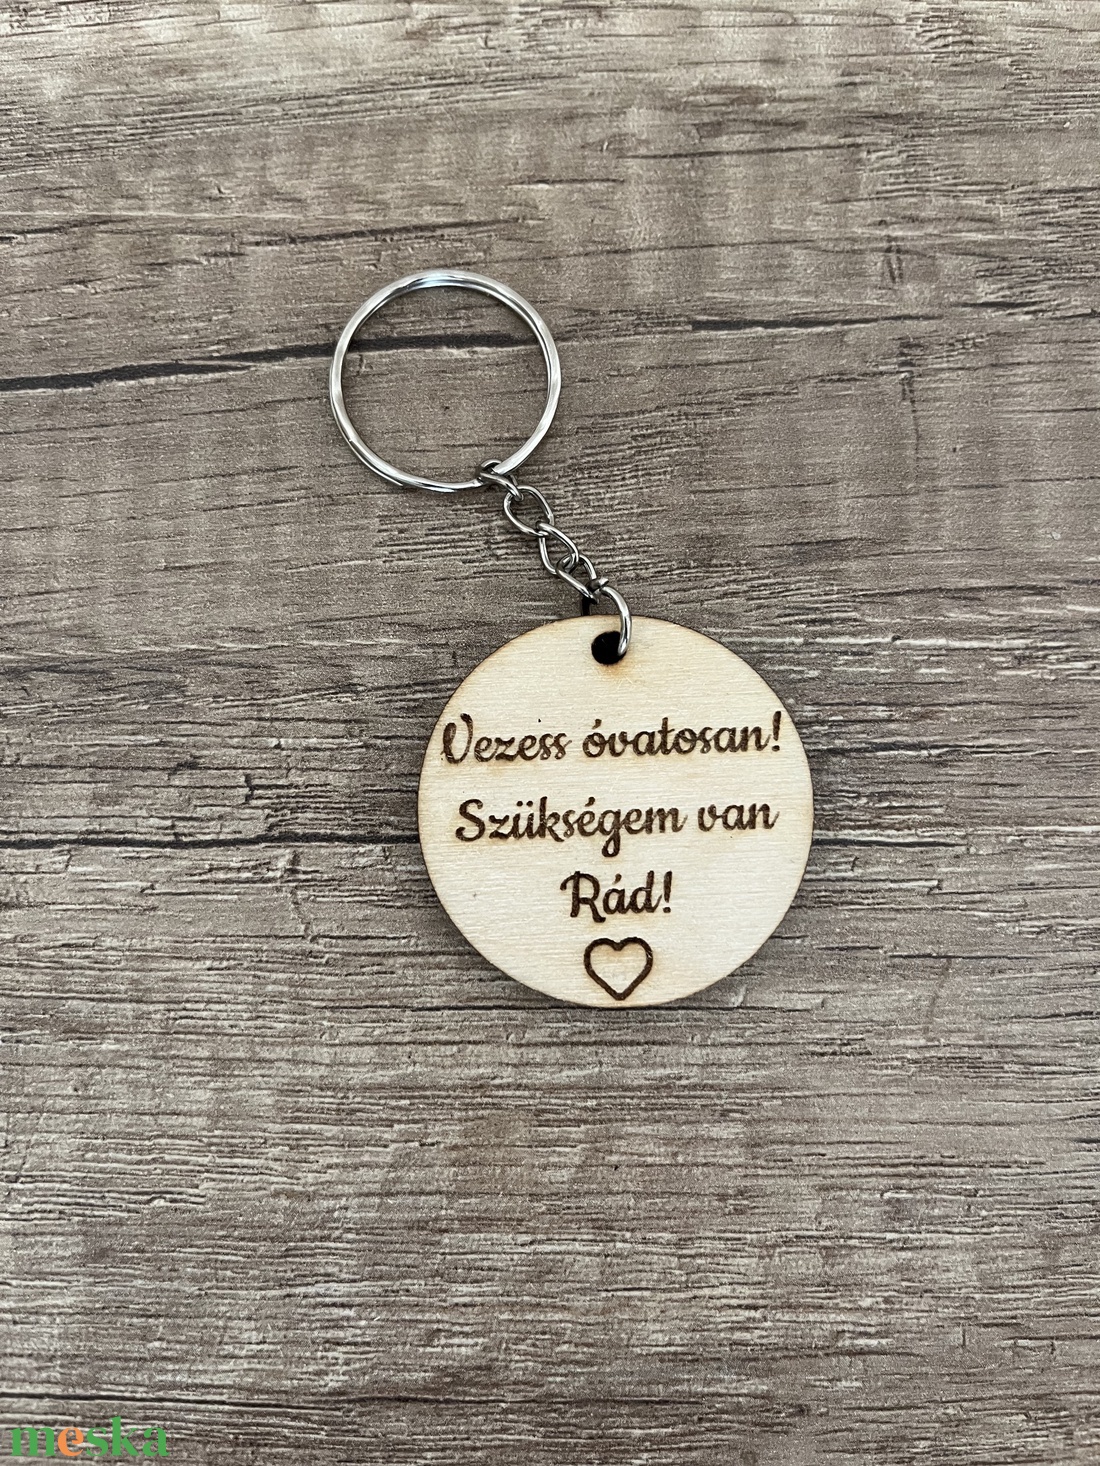 Vezess óvatosan!
Szükségem van
Rád!
meska